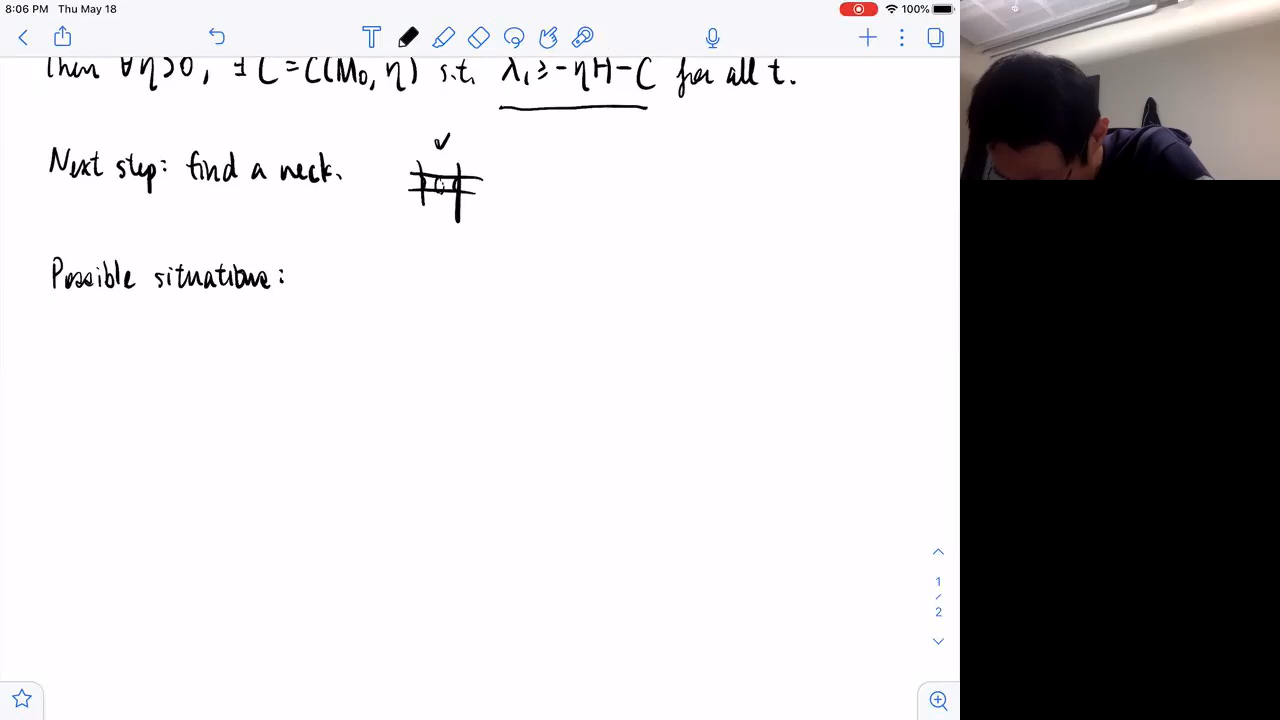 8:06 PM Thu May 18
100%
Then ∀η>0, ∃ C = C(M₀, η) s.t. λ₁ ≥ -ηH - C for all t.
Next step: find a neck. ✓
Possible situations:
1
/
2